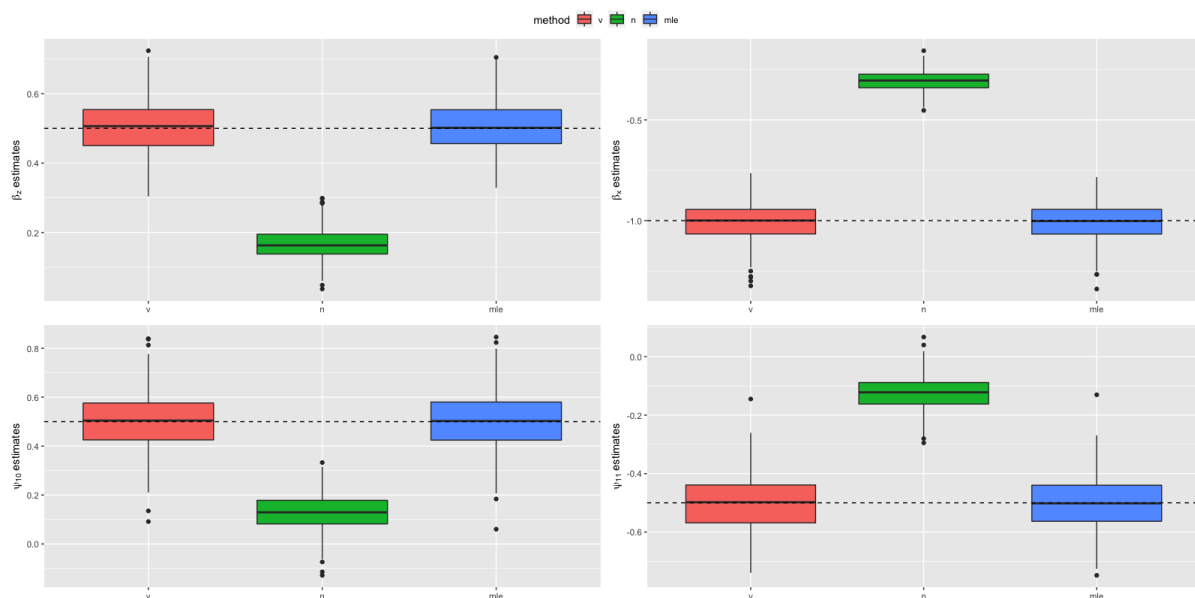 method v n mle
βz estimates
0.6
0.4
0.2
v n mle
βx estimates
-0.5
-1.0
v n mle
ψ10 estimates
0.8
0.6
0.4
0.2
0.0
v n mle
ψ11 estimates
0.0
-0.2
-0.4
-0.6
v n mle